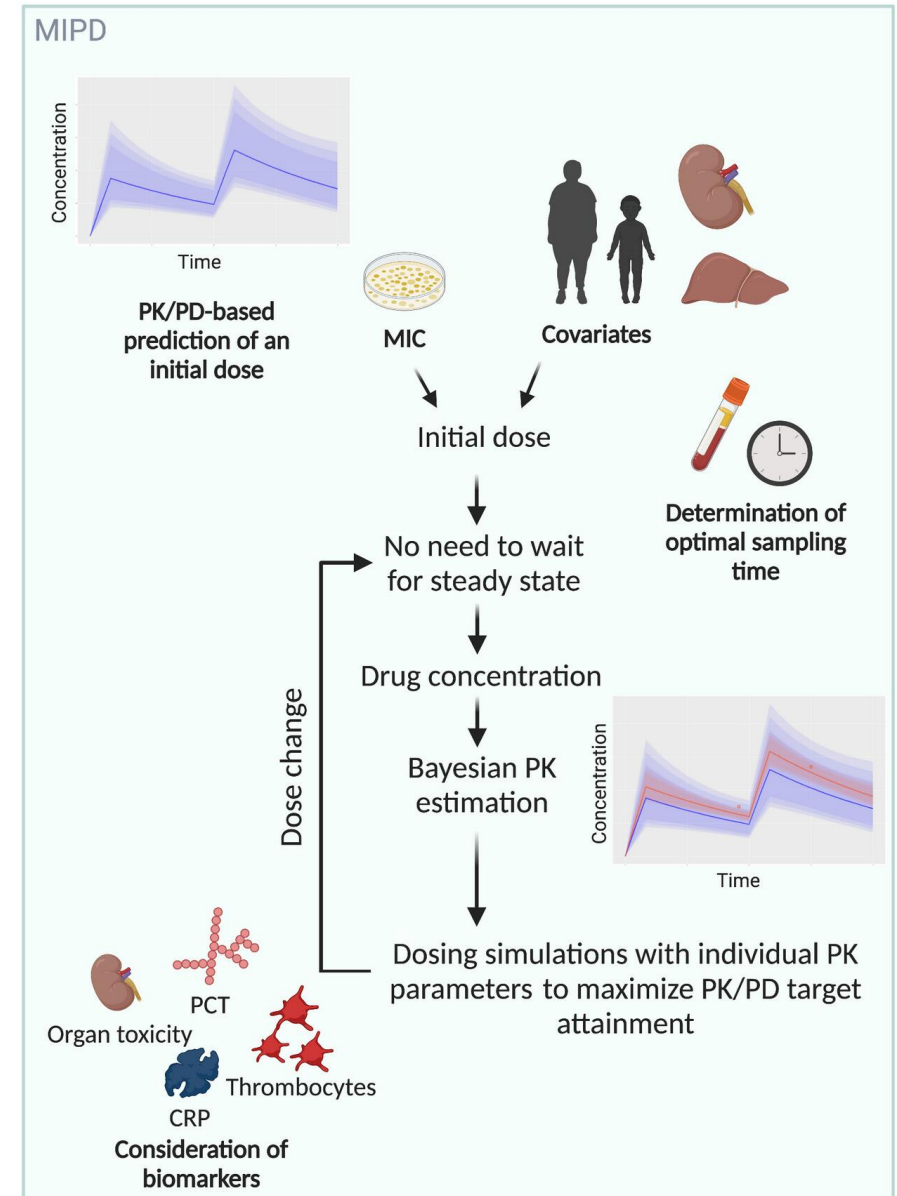 MIPD
Concentration
Time
PK/PD-based
prediction of an
initial dose
MIC
Covariates
Initial dose
Determination of
optimal sampling
time
No need to wait
for steady state
Drug concentration
Dose change
Bayesian PK
estimation
Concentration
Time
Dosing simulations with individual PK
parameters to maximize PK/PD target
attainment
PCT
Organ toxicity
Thrombocytes
CRP
Consideration of
biomarkers